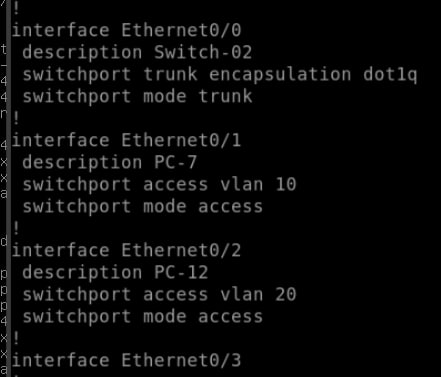 !
interface Ethernet0/0
 description Switch-02
 switchport trunk encapsulation dot1q
 switchport mode trunk
!
interface Ethernet0/1
 description PC-7
 switchport access vlan 10
 switchport mode access
!
interface Ethernet0/2
 description PC-12
 switchport access vlan 20
 switchport mode access
!
interface Ethernet0/3